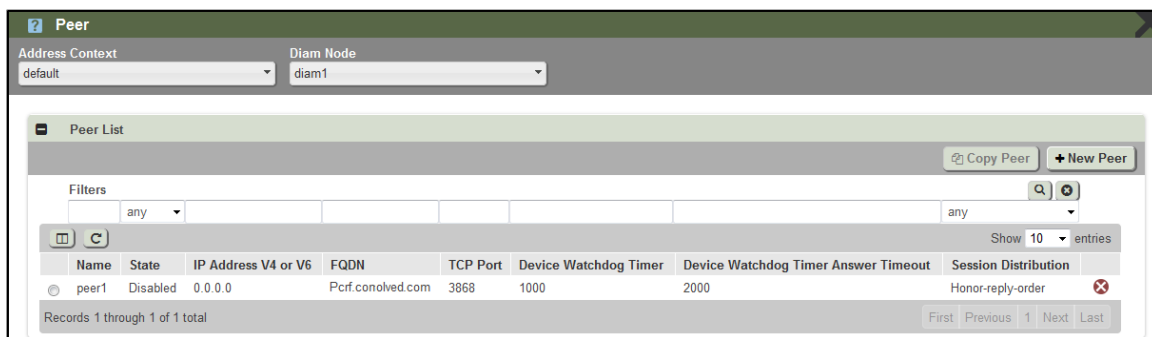 ? Peer
Address Context Diam Node
default diam1
Peer List
Copy Peer + New Peer
Filters
any any
Show 10 entries
Name State IP Address V4 or V6 FQDN TCP Port Device Watchdog Timer Device Watchdog Timer Answer Timeout Session Distribution
peer1 Disabled 0.0.0.0 Pcrf.conolved.com 3868 1000 2000 Honor-reply-order
Records 1 through 1 of 1 total First Previous 1 Next Last